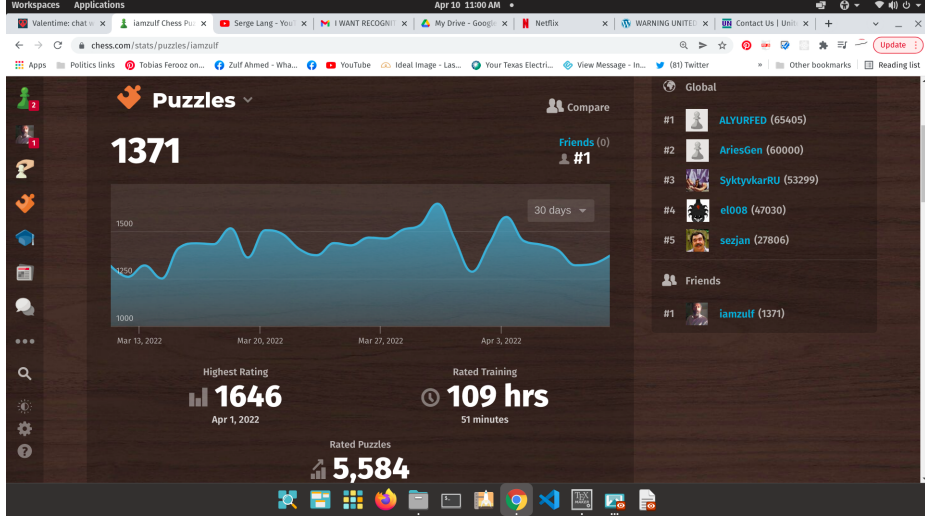 Workspaces Applications Apr 10 11:00 AM
Valentime: chat w iamzulf Chess Puz Serge Lang - You I WANT RECOGNIT My Drive - Google Netflix WARNING UNITED Contact Us | Unit
chess.com/stats/puzzles/iamzulf Update
Apps Politics links Tobias Ferooz on... Zulf Ahmed - Wha... YouTube Ideal Image - Las... Your Texas Electri... View Message - In... (81) Twitter » Other bookmarks Reading list
2
1
Puzzles
Compare
1371
Friends (0)
#1
30 days
1500
1250
1000
Mar 13, 2022 Mar 20, 2022 Mar 27, 2022 Apr 3, 2022
Highest Rating
1646
Apr 1, 2022
Rated Training
109 hrs
51 minutes
Rated Puzzles
5,584
Global
#1 ALYURFED (65405)
#2 AriesGen (60000)
#3 SyktyvkarRU (53299)
#4 el008 (47030)
#5 sezjan (27806)
Friends
#1 iamzulf (1371)